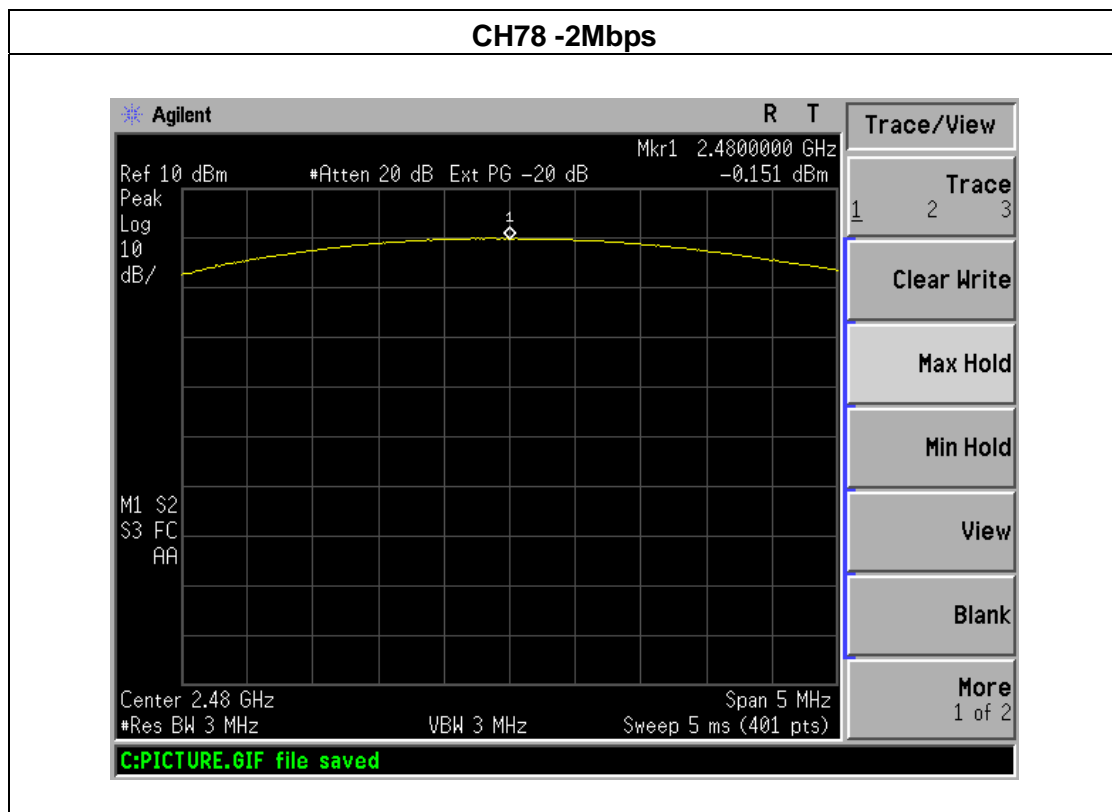 CH78 -2Mbps
Agilent R T
Mkr1 2.4800000 GHz
Ref 10 dBm #Atten 20 dB Ext PG -20 dB -0.151 dBm
Peak
Log
10
dB/
1
M1 S2
S3 FC
AA
Center 2.48 GHz Span 5 MHz
#Res BW 3 MHz VBW 3 MHz Sweep 5 ms (401 pts)
C:PICTURE.GIF file saved
Trace/View
Trace
1 2 3
Clear Write
Max Hold
Min Hold
View
Blank
More
1 of 2